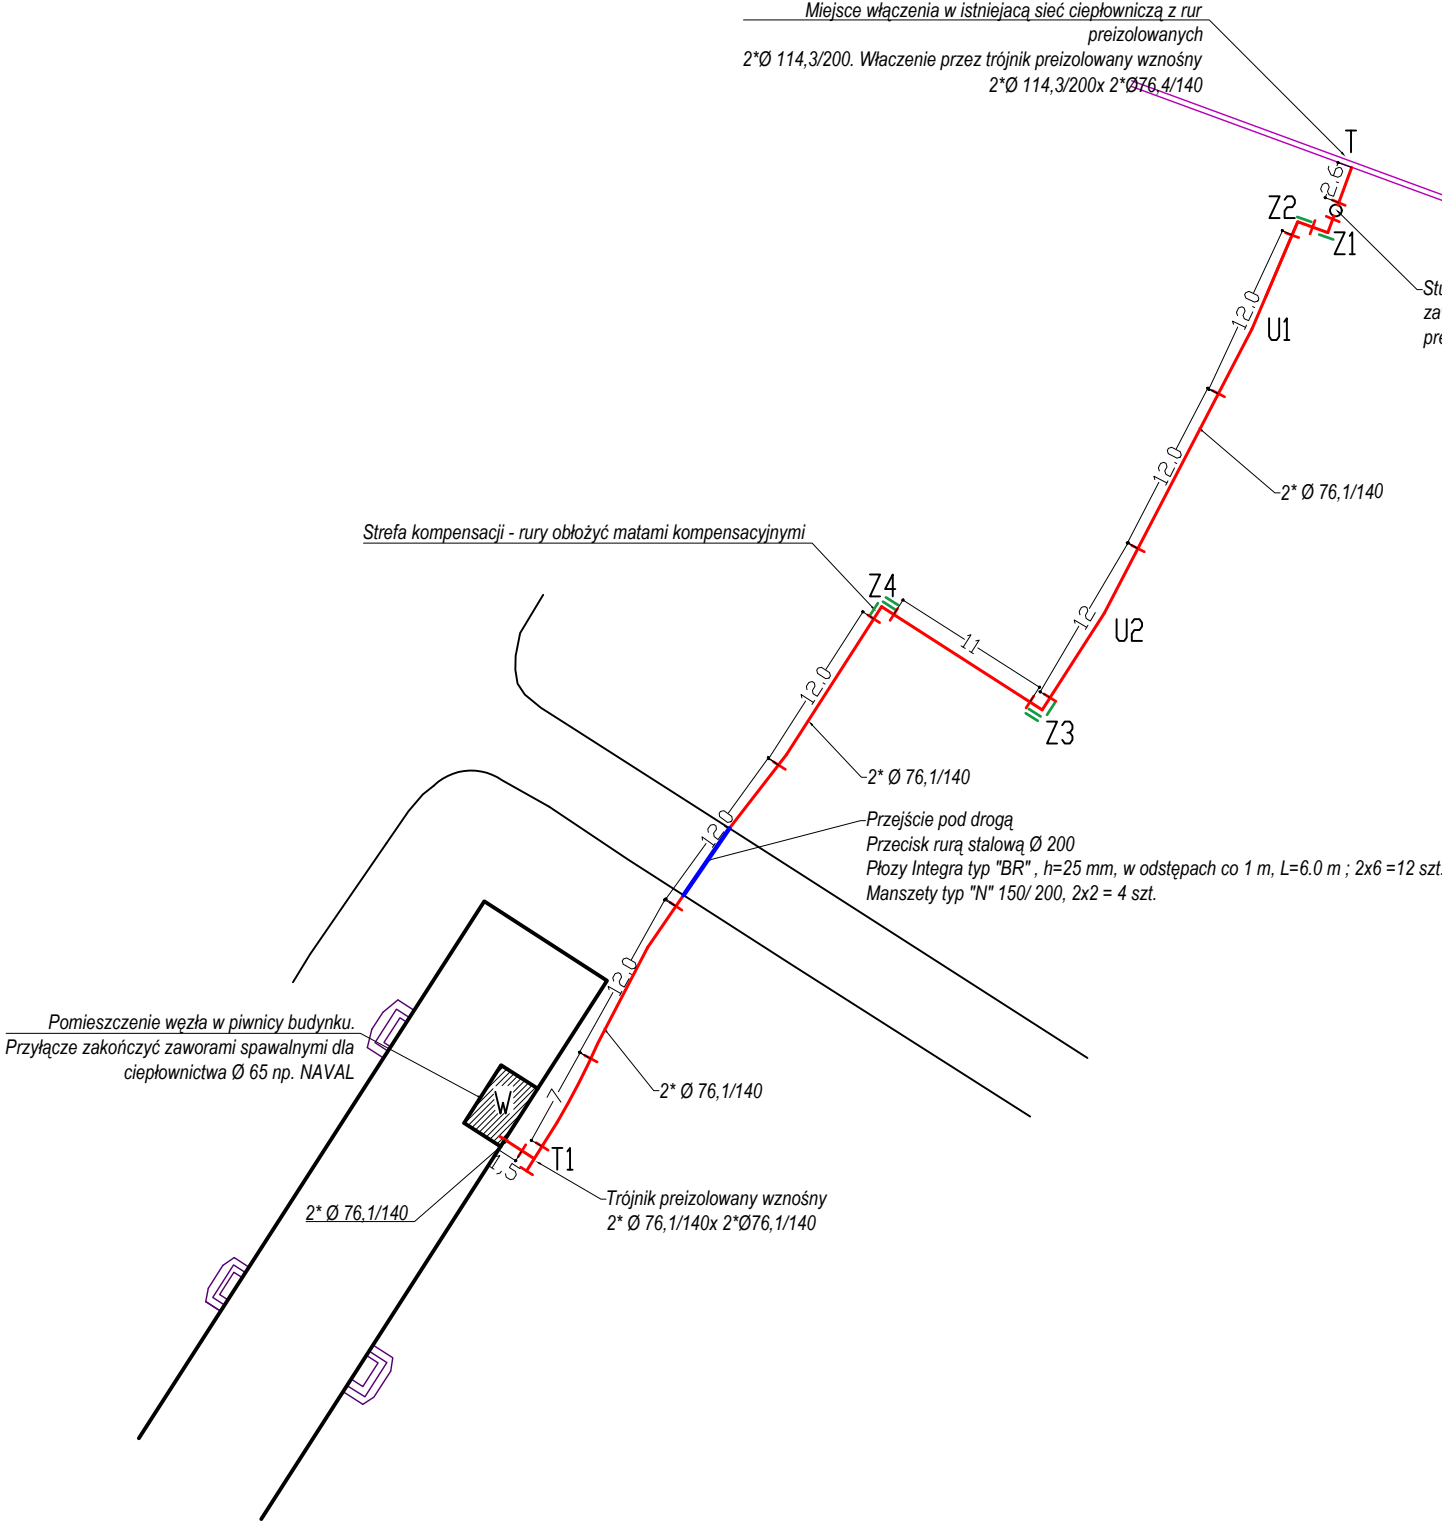 Miejsce włączenia w istniejacą sieć ciepłowniczą z rur
preizolowanych
2*Ø 114,3/200. Właczenie przez trójnik preizolowany wznośny
2*Ø 114,3/200x 2*Ø76,4/140
T
2.6
Z2
Z1
12.0
U1
12.0
2* Ø 76,1/140
Strefa kompensacji - rury obłożyć matami kompensacyjnymi
Z4
11
12
U2
12.0
Z3
2* Ø 76,1/140
12.0
Przejście pod drogą
Przecisk rurą stalową Ø 200
Płozy Integra typ "BR" , h=25 mm, w odstępach co 1 m, L=6.0 m ; 2x6 =12 szt.
Manszety typ "N" 150/ 200, 2x2 = 4 szt.
12.0
Pomieszczenie węzła w piwnicy budynku.
Przyłącze zakończyć zaworami spawalnymi dla
ciepłownictwa Ø 65 np. NAVAL
W
7
2* Ø 76,1/140
T1
2* Ø 76,1/140
Trójnik preizolowany wznośny
2* Ø 76,1/140x 2*Ø76,1/140